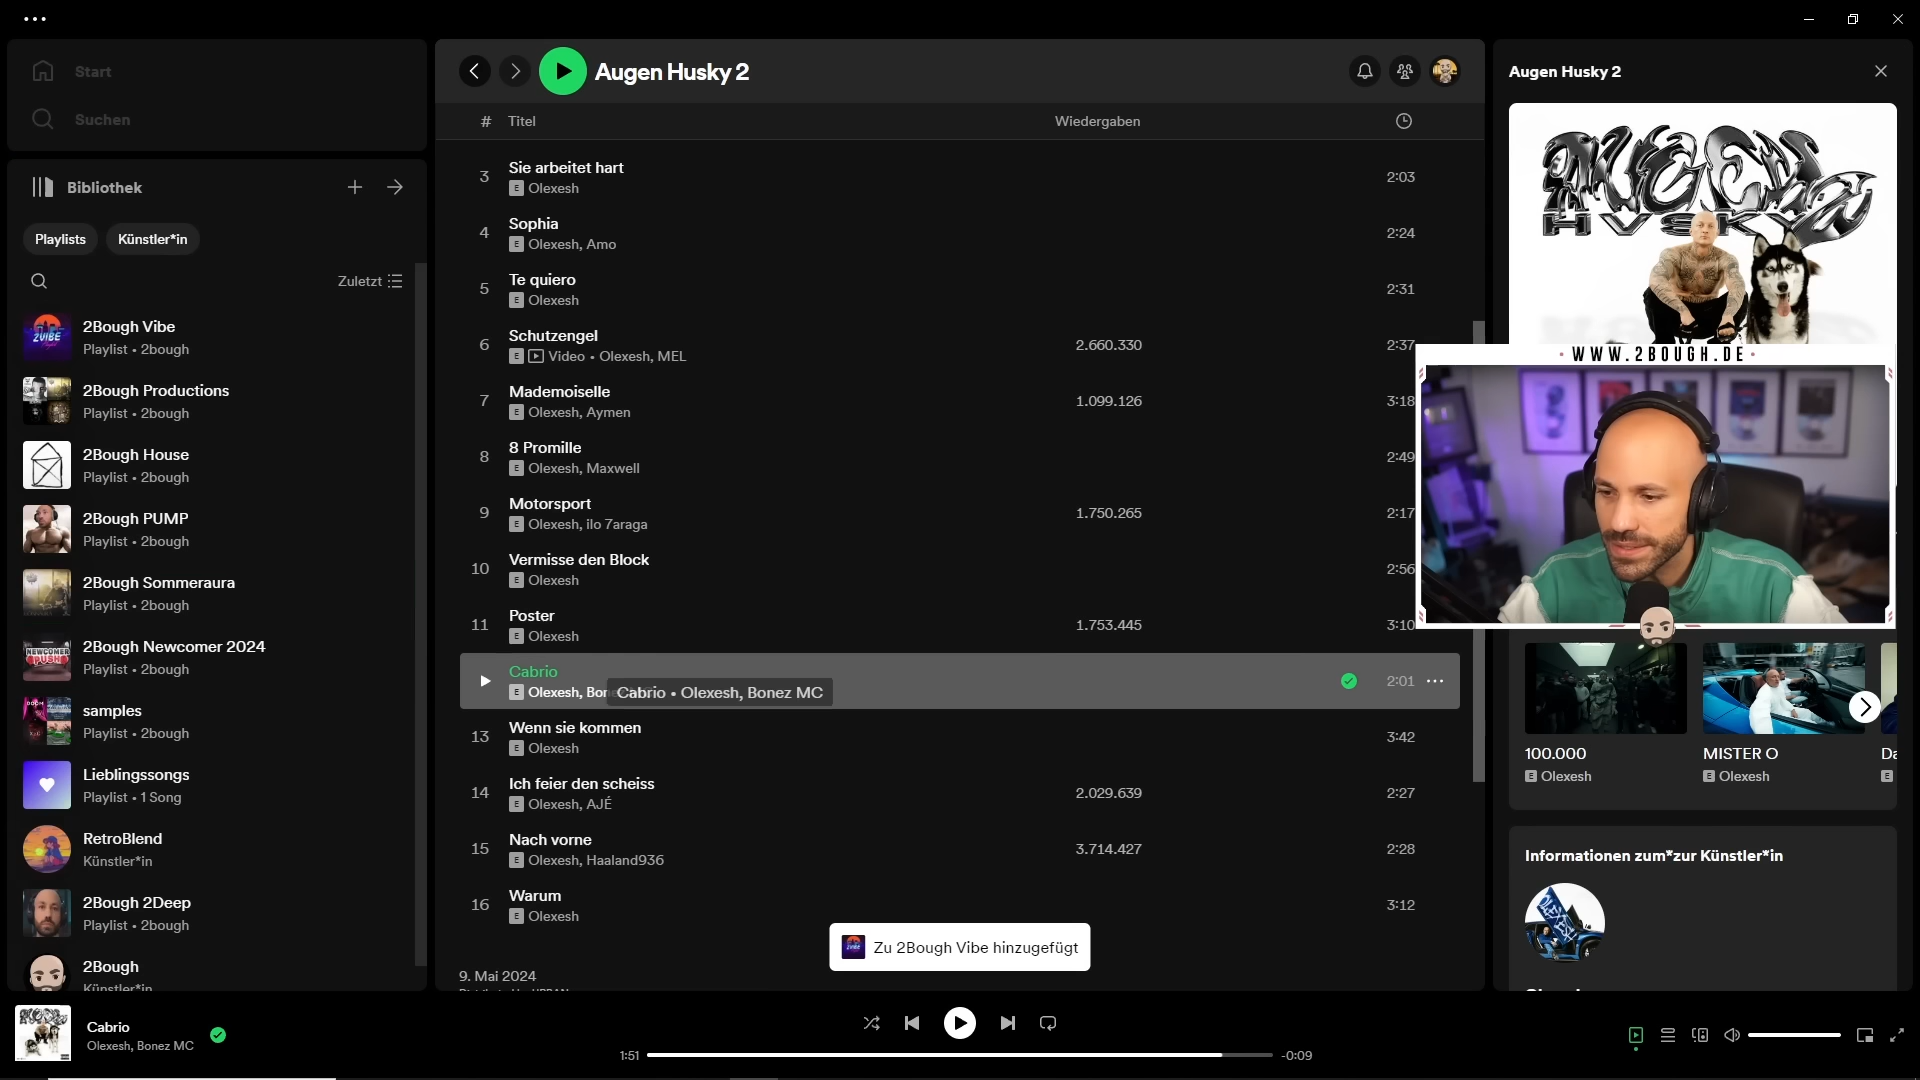 Start
Suchen
Bibliothek
Playlists
Künstler*in
Zuletzt
2Bough Vibe
Playlist • 2bough
2Bough Productions
Playlist • 2bough
2Bough House
Playlist • 2bough
2Bough PUMP
Playlist • 2bough
2Bough Sommeraura
Playlist • 2bough
2Bough Newcomer 2024
Playlist • 2bough
samples
Playlist • 2bough
Lieblingssongs
Playlist • 1 Song
RetroBlend
Künstler*in
2Bough 2Deep
Playlist • 2bough
2Bough
Künstler*in
Augen Husky 2
# Titel Wiedergaben
3 Sie arbeitet hart 2:03
E Olexesh
4 Sophia 2:24
E Olexesh, Amo
5 Te quiero 2:31
E Olexesh
6 Schutzengel 2.660.330 2:37
E Video • Olexesh, MEL
7 Mademoiselle 1.099.126 3:18
E Olexesh, Aymen
8 8 Promille 2:49
E Olexesh, Maxwell
9 Motorsport 1.750.265 2:17
E Olexesh, ilo 7araga
10 Vermisse den Block 2:56
E Olexesh
11 Poster 1.753.445 3:10
E Olexesh
Cabrio 2:01
E Olexesh, Bon
Cabrio • Olexesh, Bonez MC
13 Wenn sie kommen 3:42
E Olexesh
14 Ich feier den scheiss 2.029.639 2:27
E Olexesh, AJÉ
15 Nach vorne 3.714.427 2:28
E Olexesh, Haaland936
16 Warum 3:12
E Olexesh
Zu 2Bough Vibe hinzugefügt
9. Mai 2024
Augen Husky 2
AUGEN
HUSKY 2
WWW.2BOUGH.DE
100.000
E Olexesh
MISTER O
E Olexesh
Da
E
Informationen zum*zur Künstler*in
Cabrio
Olexesh, Bonez MC
1:51
-0:09